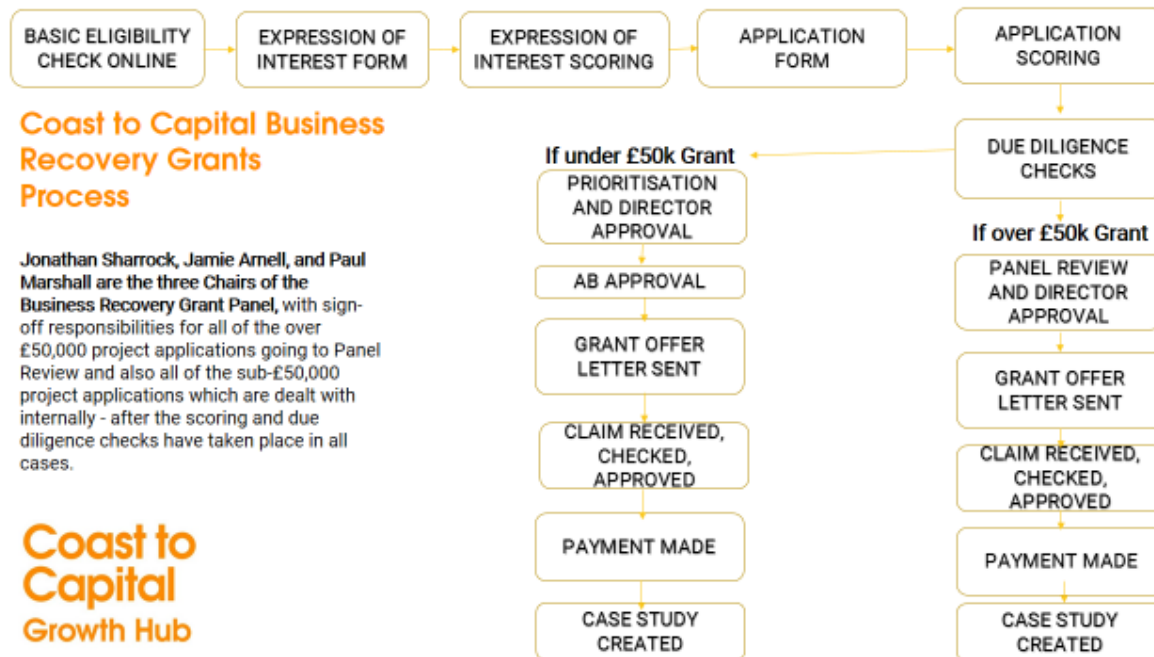 BASIC ELIGIBILITY
CHECK ONLINE
EXPRESSION OF
INTEREST FORM
EXPRESSION OF
INTEREST SCORING
APPLICATION
FORM
APPLICATION
SCORING
Coast to Capital Business
Recovery Grants
Process
Jonathan Sharrock, Jamie Arnell, and Paul
Marshall are the three Chairs of the
Business Recovery Grant Panel, with sign-
off responsibilities for all of the over
£50,000 project applications going to Panel
Review and also all of the sub-£50,000
project applications which are dealt with
internally - after the scoring and due
diligence checks have taken place in all
cases.
Coast to
Capital
Growth Hub
If under £50k Grant
PRIORITISATION
AND DIRECTOR
APPROVAL
AB APPROVAL
GRANT OFFER
LETTER SENT
CLAIM RECEIVED,
CHECKED,
APPROVED
PAYMENT MADE
CASE STUDY
CREATED
DUE DILIGENCE
CHECKS
If over £50k Grant
PANEL REVIEW
AND DIRECTOR
APPROVAL
GRANT OFFER
LETTER SENT
CLAIM RECEIVED,
CHECKED,
APPROVED
PAYMENT MADE
CASE STUDY
CREATED